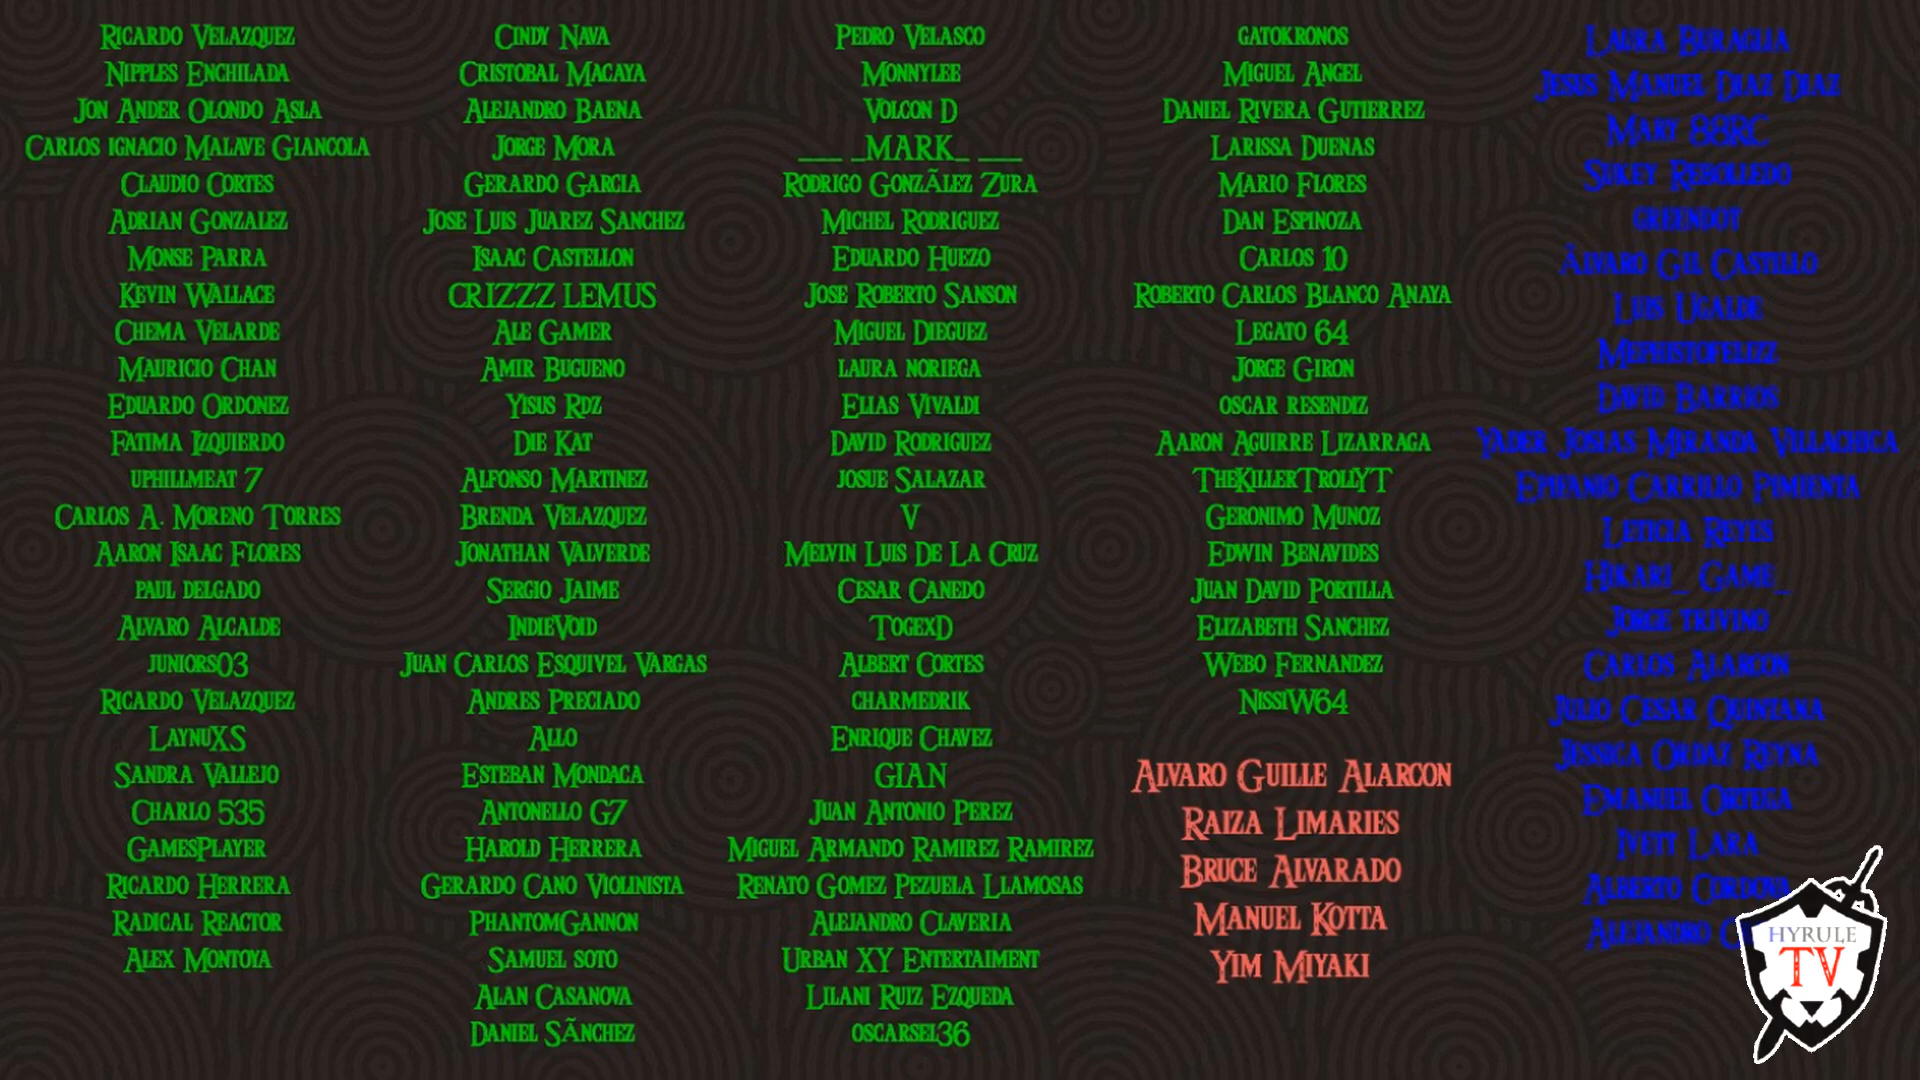 Ricardo Velazquez
Nipples Enchilada
Jon Ander Olondo Asla
Carlos ignacio Malave Giancola
Claudio Cortes
Adrian Gonzalez
Monse Parra
Kevin Wallace
Chema Velarde
Mauricio Chan
Eduardo Ordonez
Fatima Izquierdo
uphillmeat 7
Carlos A. Moreno Torres
Aaron Isaac Flores
paul delgado
Alvaro Alcalde
juniors03
Ricardo Velazquez
LaynuXS
Sandra Vallejo
Charlo 535
GamesPlayer
Ricardo Herrera
Radical Reactor
Alex Montoya
Cindy Nava
Cristobal Macaya
Alejandro Baena
Jorge Mora
Gerardo Garcia
Jose Luis Juarez Sanchez
Isaac Castellon
CRIZZZ LEMUS
Ale Gamer
Amir Bugueno
Yisus Rdz
Die Kat
Alfonso Martinez
Brenda Velazquez
Jonathan Valverde
Sergio Jaime
IndieVoid
Juan Carlos Esquivel Vargas
Andres Preciado
Allo
Esteban Mondaca
Antonello G7
Harold Herrera
Gerardo Cano Violinista
PhantomGannon
Samuel soto
Alan Casanova
Daniel Sãnchez
Pedro Velasco
Monnylee
Volcon D
___ _MARK_ ___
Rodrigo Gonzãlez Zura
Michel Rodriguez
Eduardo Huezo
Jose Roberto Sanson
Miguel Dieguez
laura noriega
Elias Vivaldi
David Rodriguez
josue Salazar
V
Melvin Luis De La Cruz
Cesar Canedo
TogexD
Albert Cortes
charmedrik
Enrique Chavez
GIAN
Juan Antonio Perez
Miguel Armando Ramirez Ramirez
Renato Gomez Pezuela Llamosas
Alejandro Claveria
Urban XY Entertaiment
Lilani Ruiz Ezqueda
oscarsel36
gatokronos
Miguel Angel
Daniel Rivera Gutierrez
Larissa Duenas
Mario Flores
Dan Espinoza
Carlos 10
Roberto Carlos Blanco Anaya
Legato 64
Jorge Giron
oscar resendiz
Aaron Aguirre Lizarraga
TheKillerTrollYT
Geronimo Munoz
Edwin Benavides
Juan David Portilla
Elizabeth Sanchez
Webo Fernandez
NissiW64
Alvaro Guille Alarcon
Raiza Limaries
Bruce Alvarado
Manuel Kotta
Yim Miyaki
Laura Buraglia
Jesus Manuel Diaz Diaz
Mary 88RC
Sukey Rebolledo
greendot
Álvaro Gil Castillo
Luis Ugalde
Mephistofelizz
David Barrios
Yader Josias Miranda Villachica
Epifanio Carrillo Pimienta
Leticia Reyes
Hikari_ Game_
Jorge trivino
Carlos Alarcon
Julio Cesar Quintana
Jessica Ordaz Reyna
Emanuel Ortega
Ivett Lara
Alberto Cordova
Alejandro
HYRULE
TV